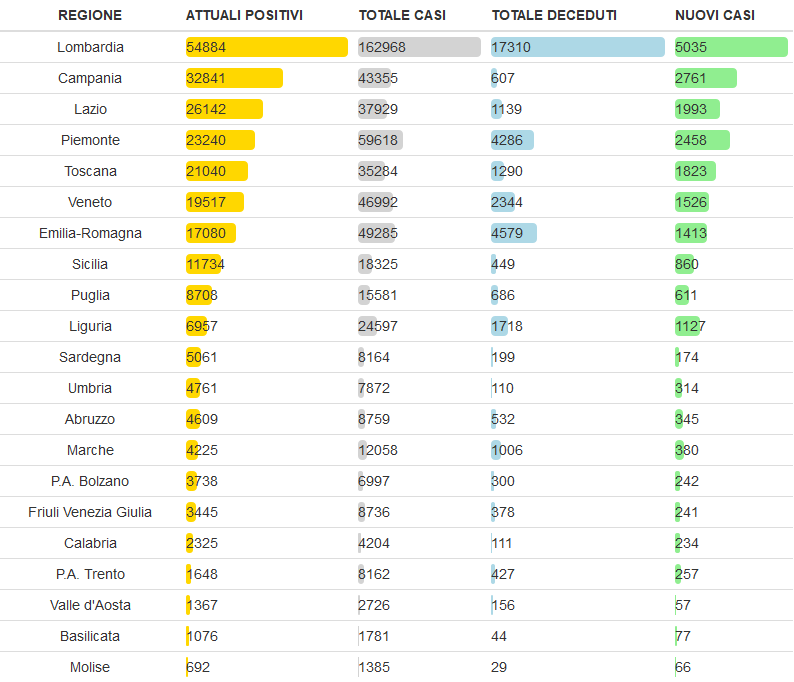 REGIONE ATTUALI POSITIVI TOTALE CASI TOTALE DECEDUTI NUOVI CASI
Lombardia 54884 162968 17310 5035
Campania 32841 43355 607 2761
Lazio 26142 37929 1139 1993
Piemonte 23240 59618 4286 2458
Toscana 21040 35284 1290 1823
Veneto 19517 46992 2344 1526
Emilia-Romagna 17080 49285 4579 1413
Sicilia 11734 18325 449 860
Puglia 8708 15581 686 611
Liguria 6957 24597 1718 1127
Sardegna 5061 8164 199 174
Umbria 4761 7872 110 314
Abruzzo 4609 8759 532 345
Marche 4225 12058 1006 380
P.A. Bolzano 3738 6997 300 242
Friuli Venezia Giulia 3445 8736 378 241
Calabria 2325 4204 111 234
P.A. Trento 1648 8162 427 257
Valle d'Aosta 1367 2726 156 57
Basilicata 1076 1781 44 77
Molise 692 1385 29 66